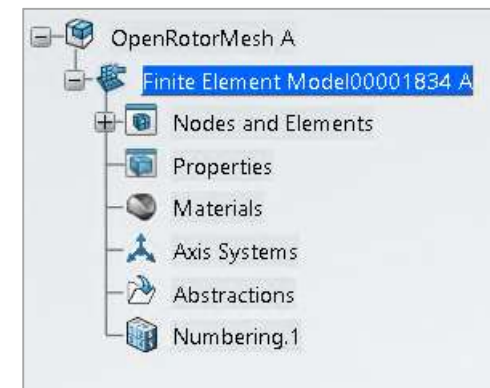 OpenRotorMesh A
Finite Element Model00001834 A
Nodes and Elements
Properties
Materials
Axis Systems
Abstractions
Numbering.1